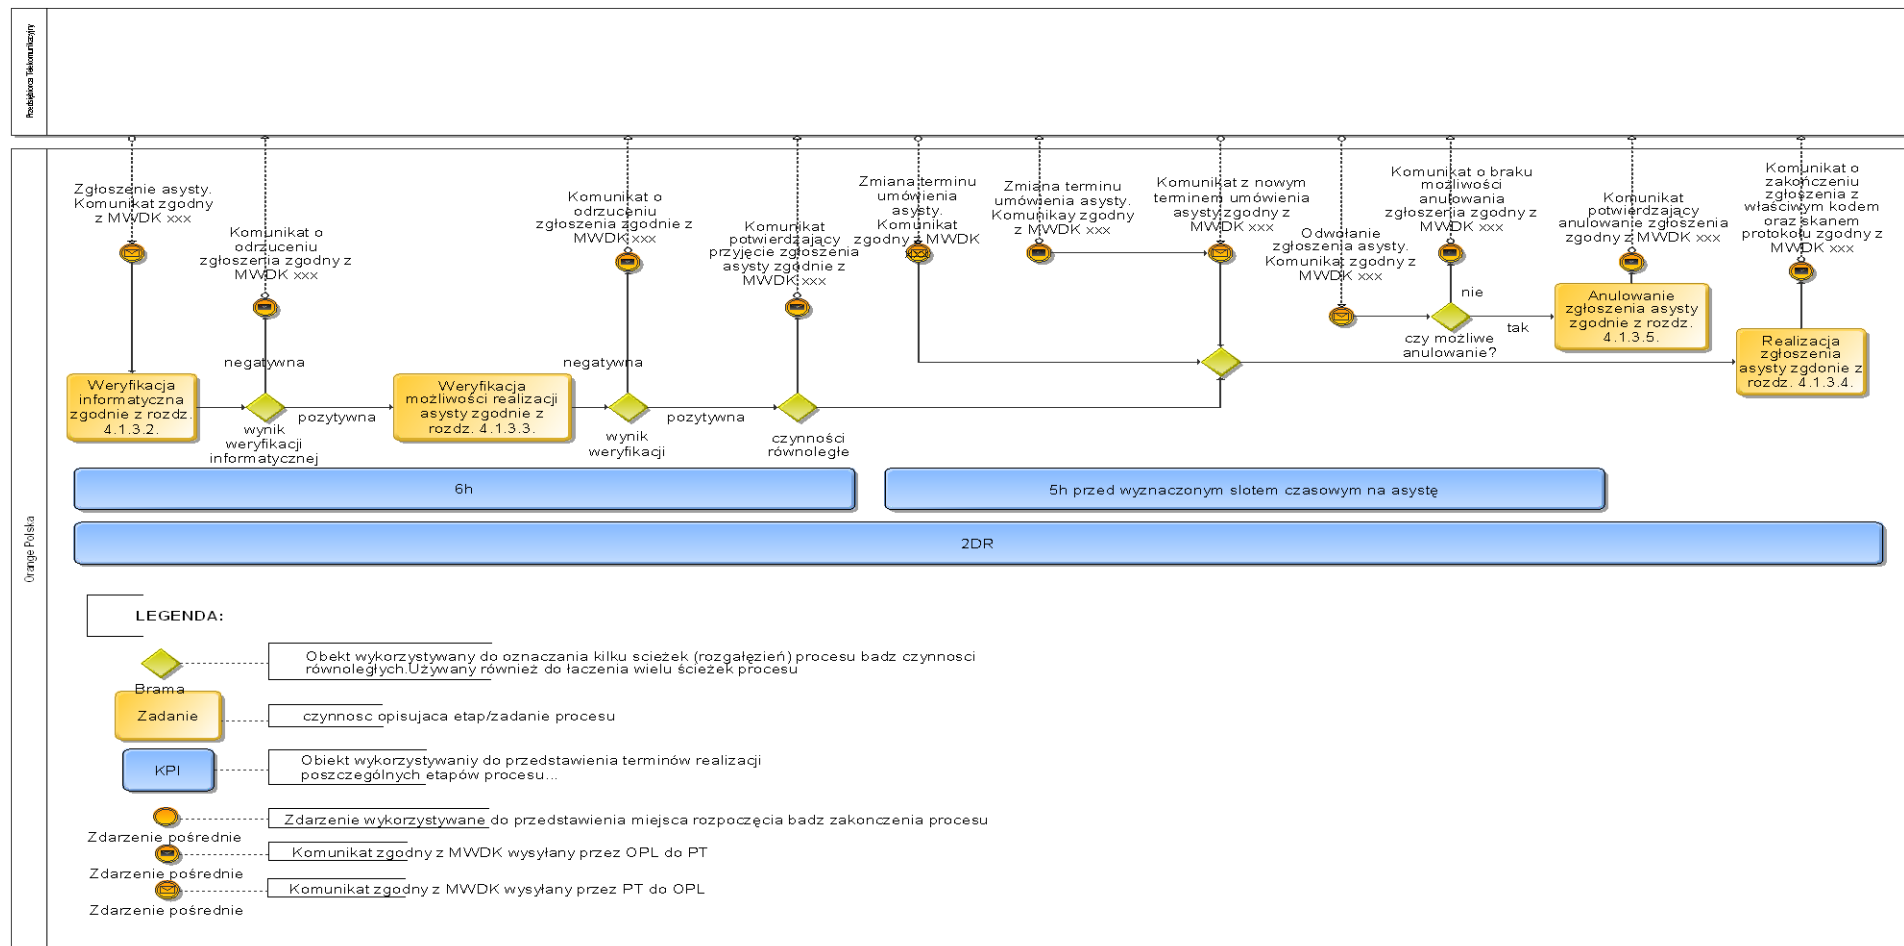 Przedsiębiorca Telekomunikacyjny
Orange Polska
Zgłoszenie asysty.
Komunikat zgodny
z MWDK xxx
Weryfikacja
informatyczna
zgodnie z rozdz.
4.1.3.2.
Komunikat o
odrzuceniu
zgłoszenia zgodny z
MWDK xxx
negatywna
wynik
weryfikacji
informatycznej
pozytywna
Weryfikacja
możliwości realizacji
asysty zgodnie z
rozdz. 4.1.3.3.
Komunikat o
odrzuceniu
zgłoszenia zgodnie z
MWDK xxx
negatywna
wynik
weryfikacji
pozytywna
Komunikat
potwierdzający
przyjęcie zgłoszenia
asysty zgodnie z
MWDK xxx
czynności
równoległe
Zmiana terminu
umówienia
asysty.
Komunikat
zgodny z MWDK
xxx
Zmiana terminu
umówienia asysty.
Komunikay zgodny
z MWDK xxx
Komunikat z nowym
terminem umówienia
asysty zgodny z
MWDK xxx
Odwołanie
zgłoszenia asysty.
Komunikat zgodny z
MWDK xxx
Komunikat o braku
możliwości
anulowania
zgłoszenia zgodny z
MWDK xxx
nie
czy możliwe
anulowanie?
tak
Komunikat
potwierdzający
anulowanie zgłoszenia
zgodny z MWDK xxx
Anulowanie
zgłoszenia asysty
zgodnie z rozdz.
4.1.3.5.
Komunikat o
zakończeniu
zgłoszenia z
właściwym kodem
oraz skanem
protokołu zgodny z
MWDK xxx
Realizacja
zgłoszenia
asysty zgdonie z
rozdz. 4.1.3.4.
6h
5h przed wyznaczonym slotem czasowym na asystę
2DR
LEGENDA:
Obekt wykorzystywany do oznaczania kilku scieżek (rozgałęzień) procesu badz czynnosci
równoległych.Używany również do łaczenia wielu ścieżek procesu
Brama
Zadanie
czynnosc opisujaca etap/zadanie procesu
KPI
Obiekt wykorzystywaniy do przedstawienia terminów realizacji
poszczególnych etapów procesu...
Zdarzenie wykorzystywane do przedstawienia miejsca rozpoczęcia badz zakonczenia procesu
Zdarzenie pośrednie
Komunikat zgodny z MWDK wysyłany przez OPL do PT
Zdarzenie pośrednie
Komunikat zgodny z MWDK wysyłany przez PT do OPL
Zdarzenie pośrednie